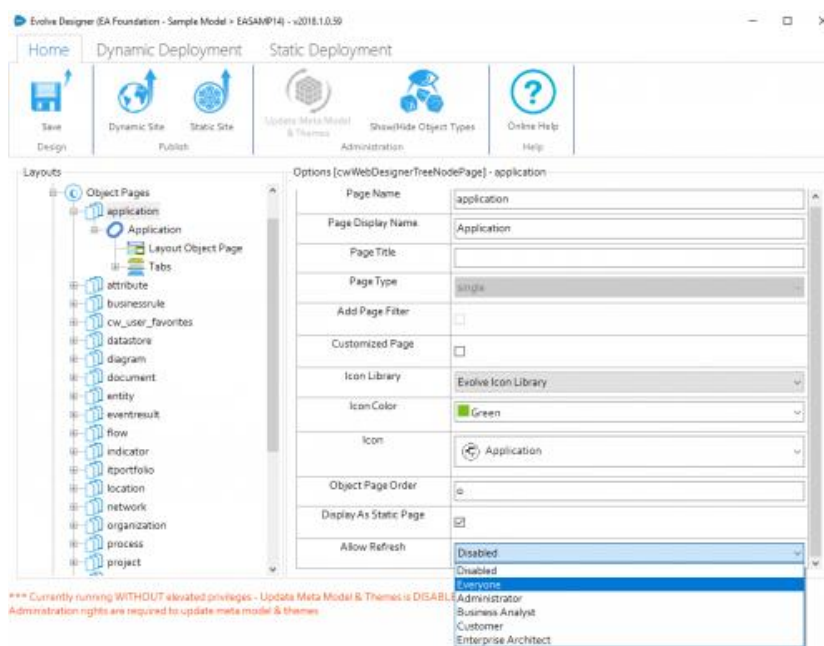 Evolve Designer (EA Foundation - Sample Model > EASAMP14) - v2018.1.0.59
Home Dynamic Deployment Static Deployment
Save Dynamic Site Static Site Update Meta Model & Themes Show/Hide Object Types Online Help
Design Publish Administration Help
Layouts
Object Pages
application
Application
Layout Object Page
Tabs
attribute
businessrule
cw_user_favorites
datastore
diagram
document
entity
eventresult
flow
indicator
itportfolio
location
network
organization
process
project
Options [cwWebDesignerTreeNodePage] - application
Page Name application
Page Display Name Application
Page Title
Page Type single
Add Page Filter
Customized Page
Icon Library Evolve Icon Library
Icon Color Green
Icon Application
Object Page Order 0
Display As Static Page
Allow Refresh Disabled
Disabled
Everyone
Administrator
Business Analyst
Customer
Enterprise Architect
*** Currently running WITHOUT elevated privileges - Update Meta Model & Themes is DISABLE
Administration rights are required to update meta model & themes